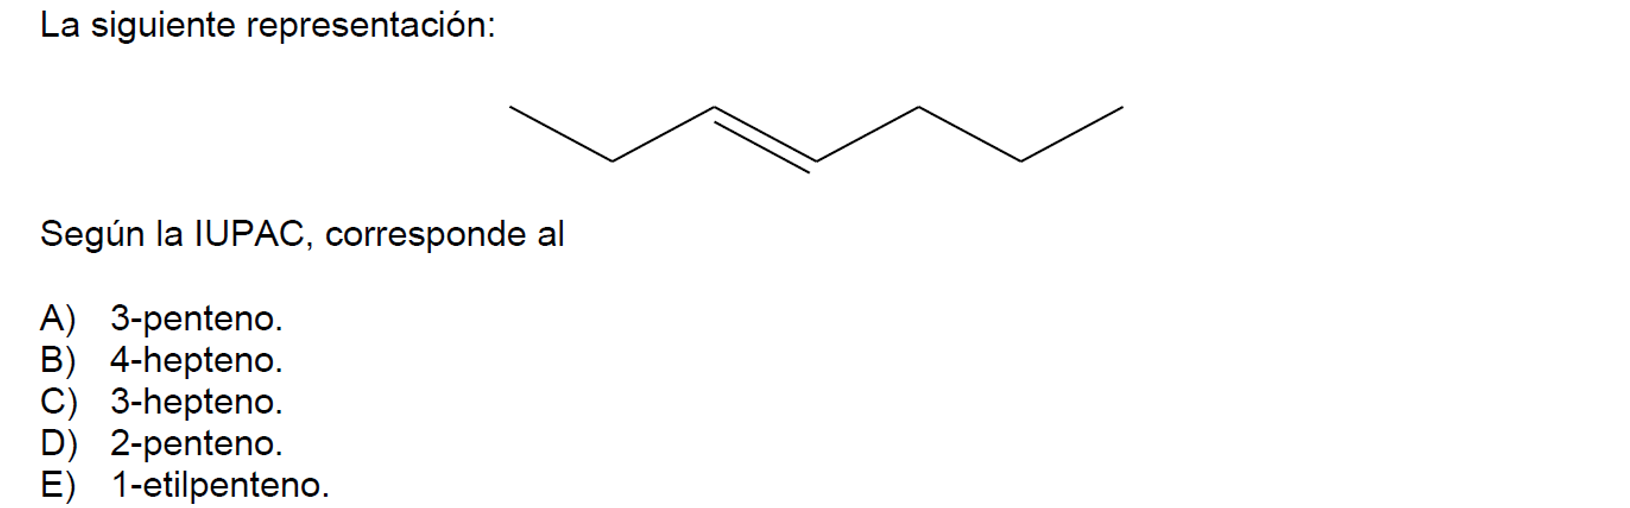 La siguiente representación:
Según la IUPAC, corresponde al
A) 3-penteno.
B) 4-hepteno.
C) 3-hepteno.
D) 2-penteno.
E) 1-etilpenteno.